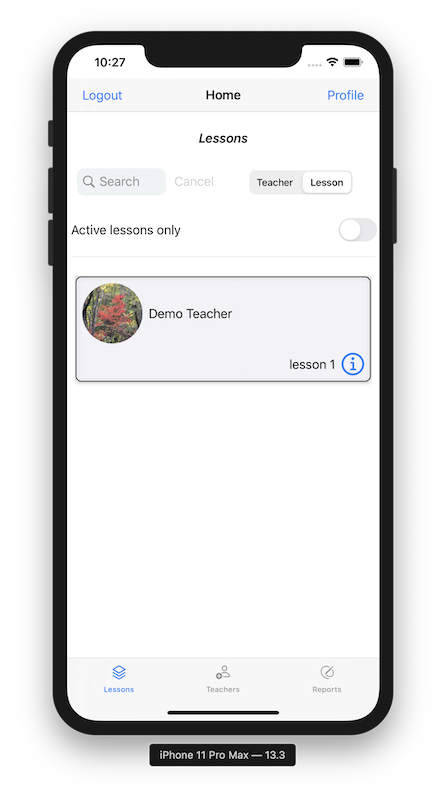 10:27
Logout Home Profile
Lessons
Search Cancel Teacher Lesson
Active lessons only
Demo Teacher
lesson 1
Lessons Teachers Reports
iPhone 11 Pro Max — 13.3